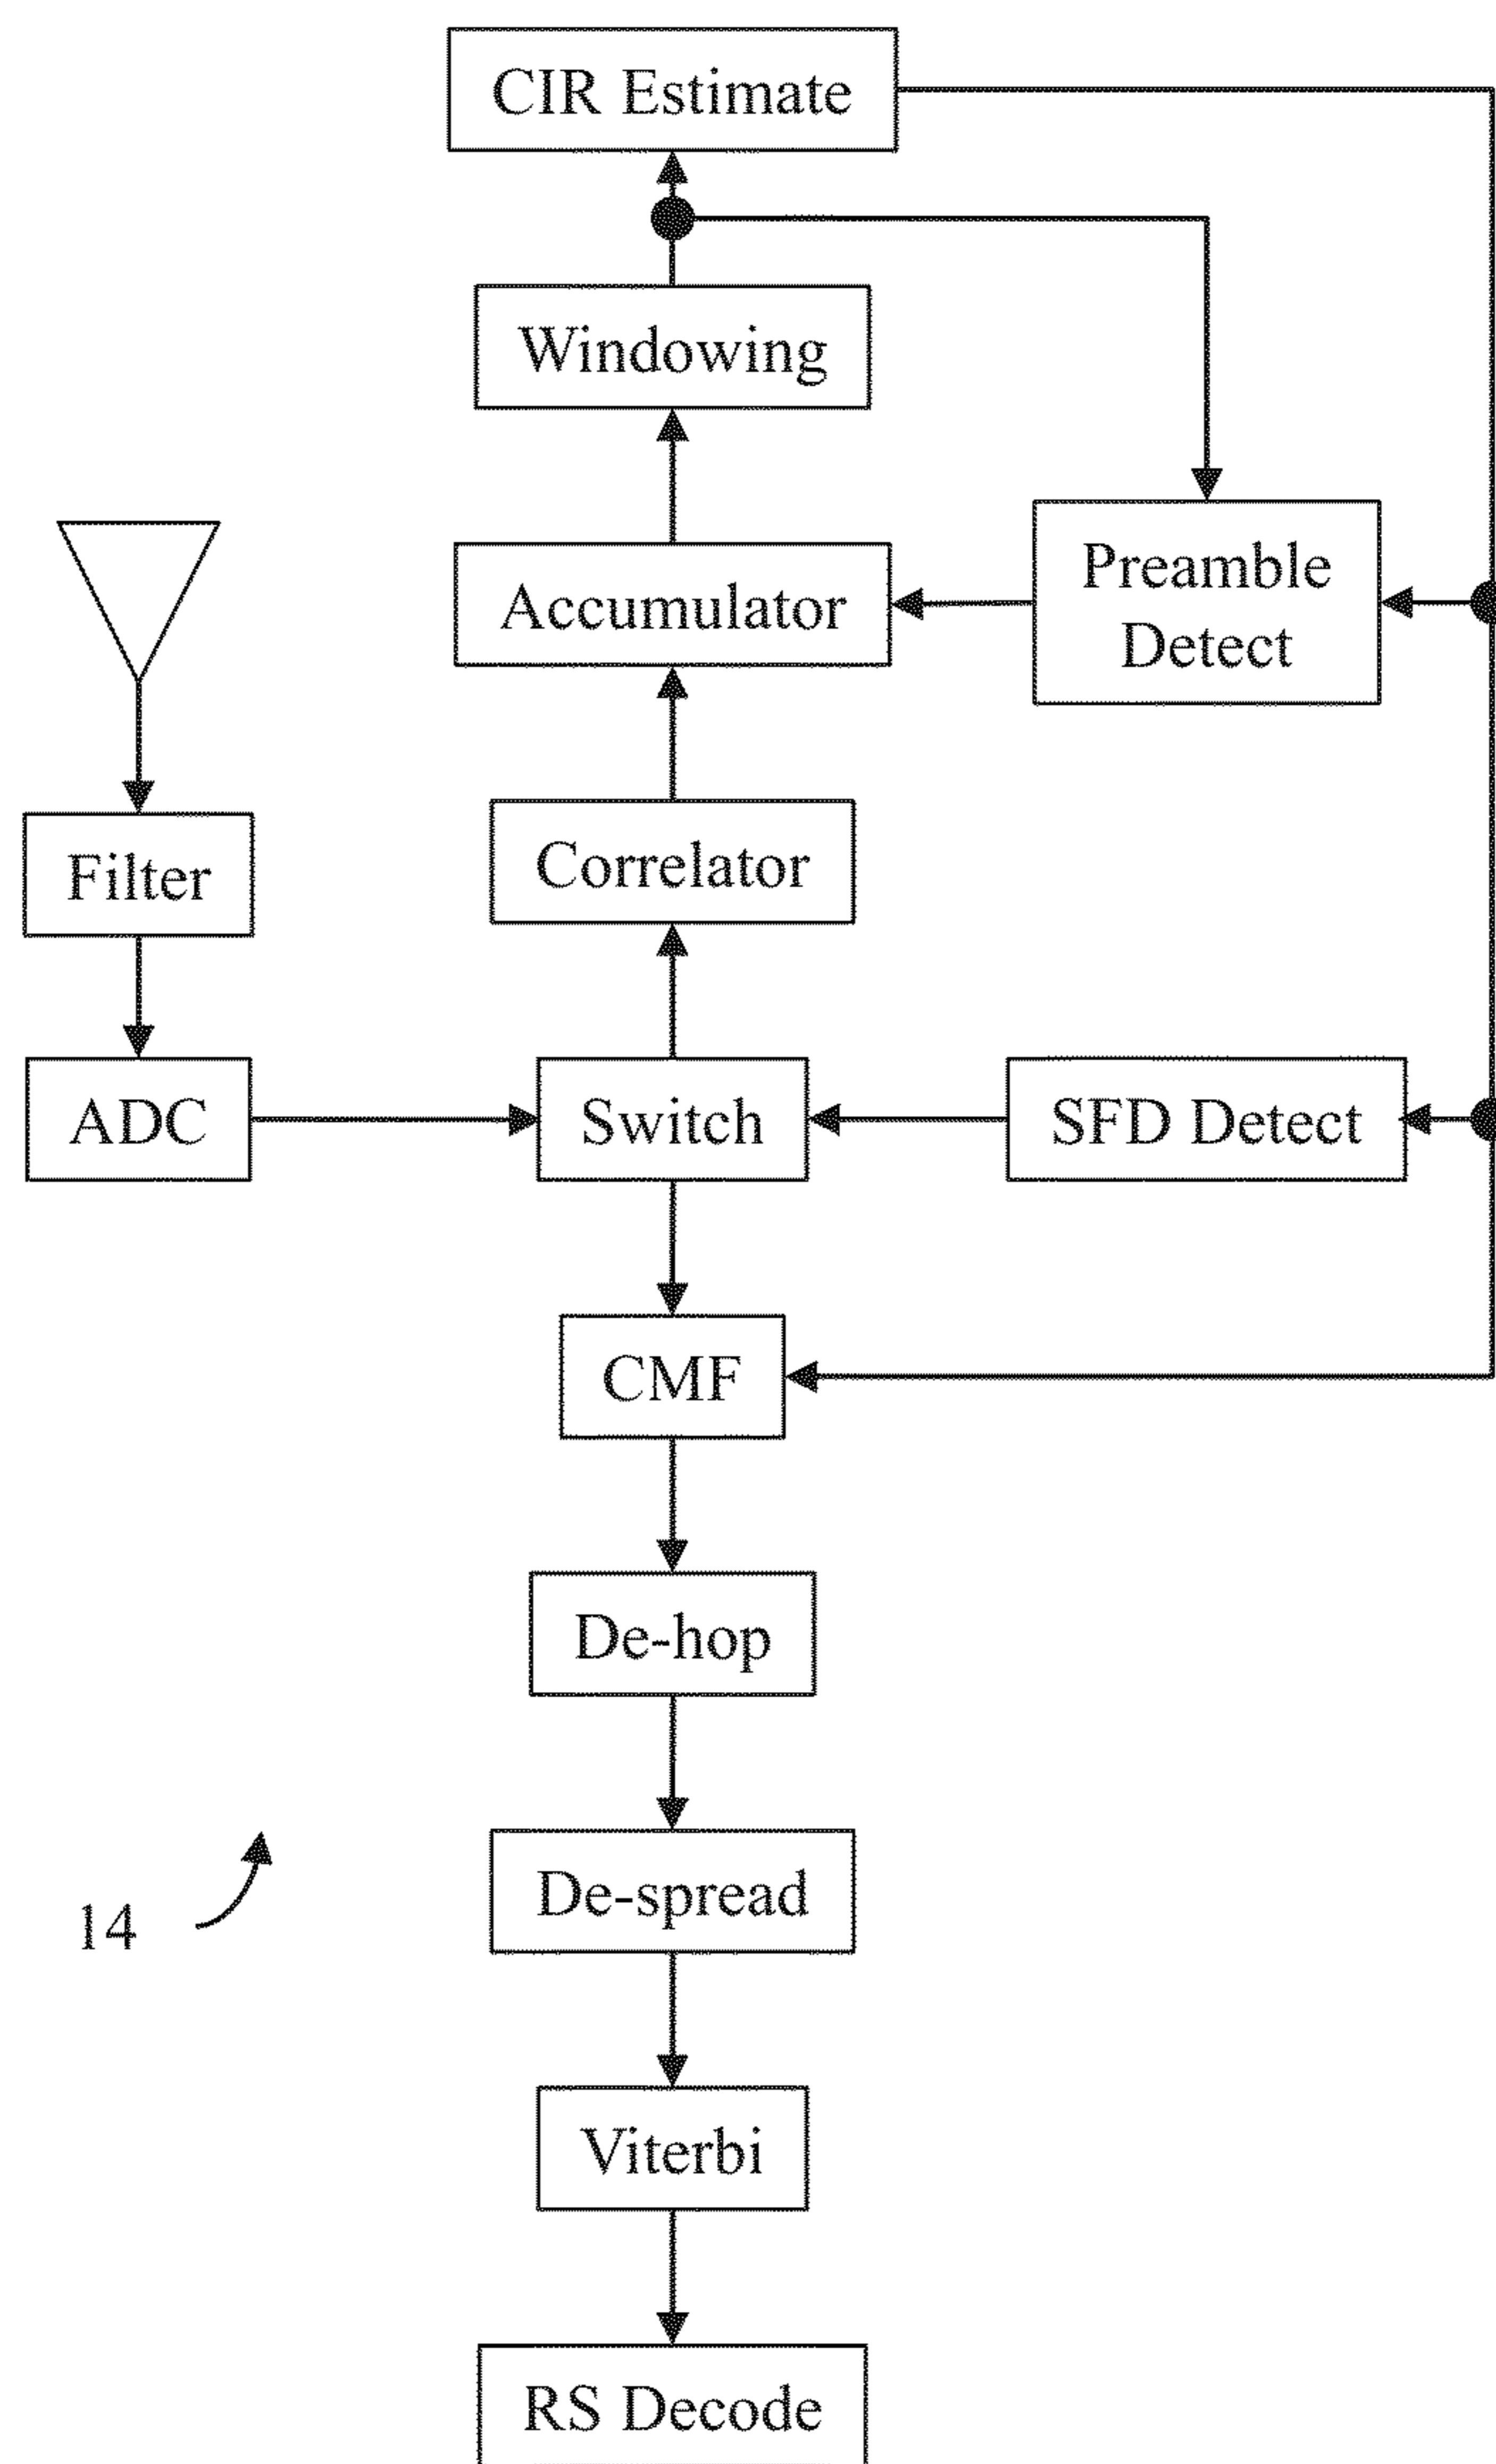 CIR Estimate
Windowing
Accumulator
Preamble
Detect
Filter
Correlator
ADC
Switch
SFD Detect
CMF
De-hop
De-spread
14
Viterbi
RS Decode